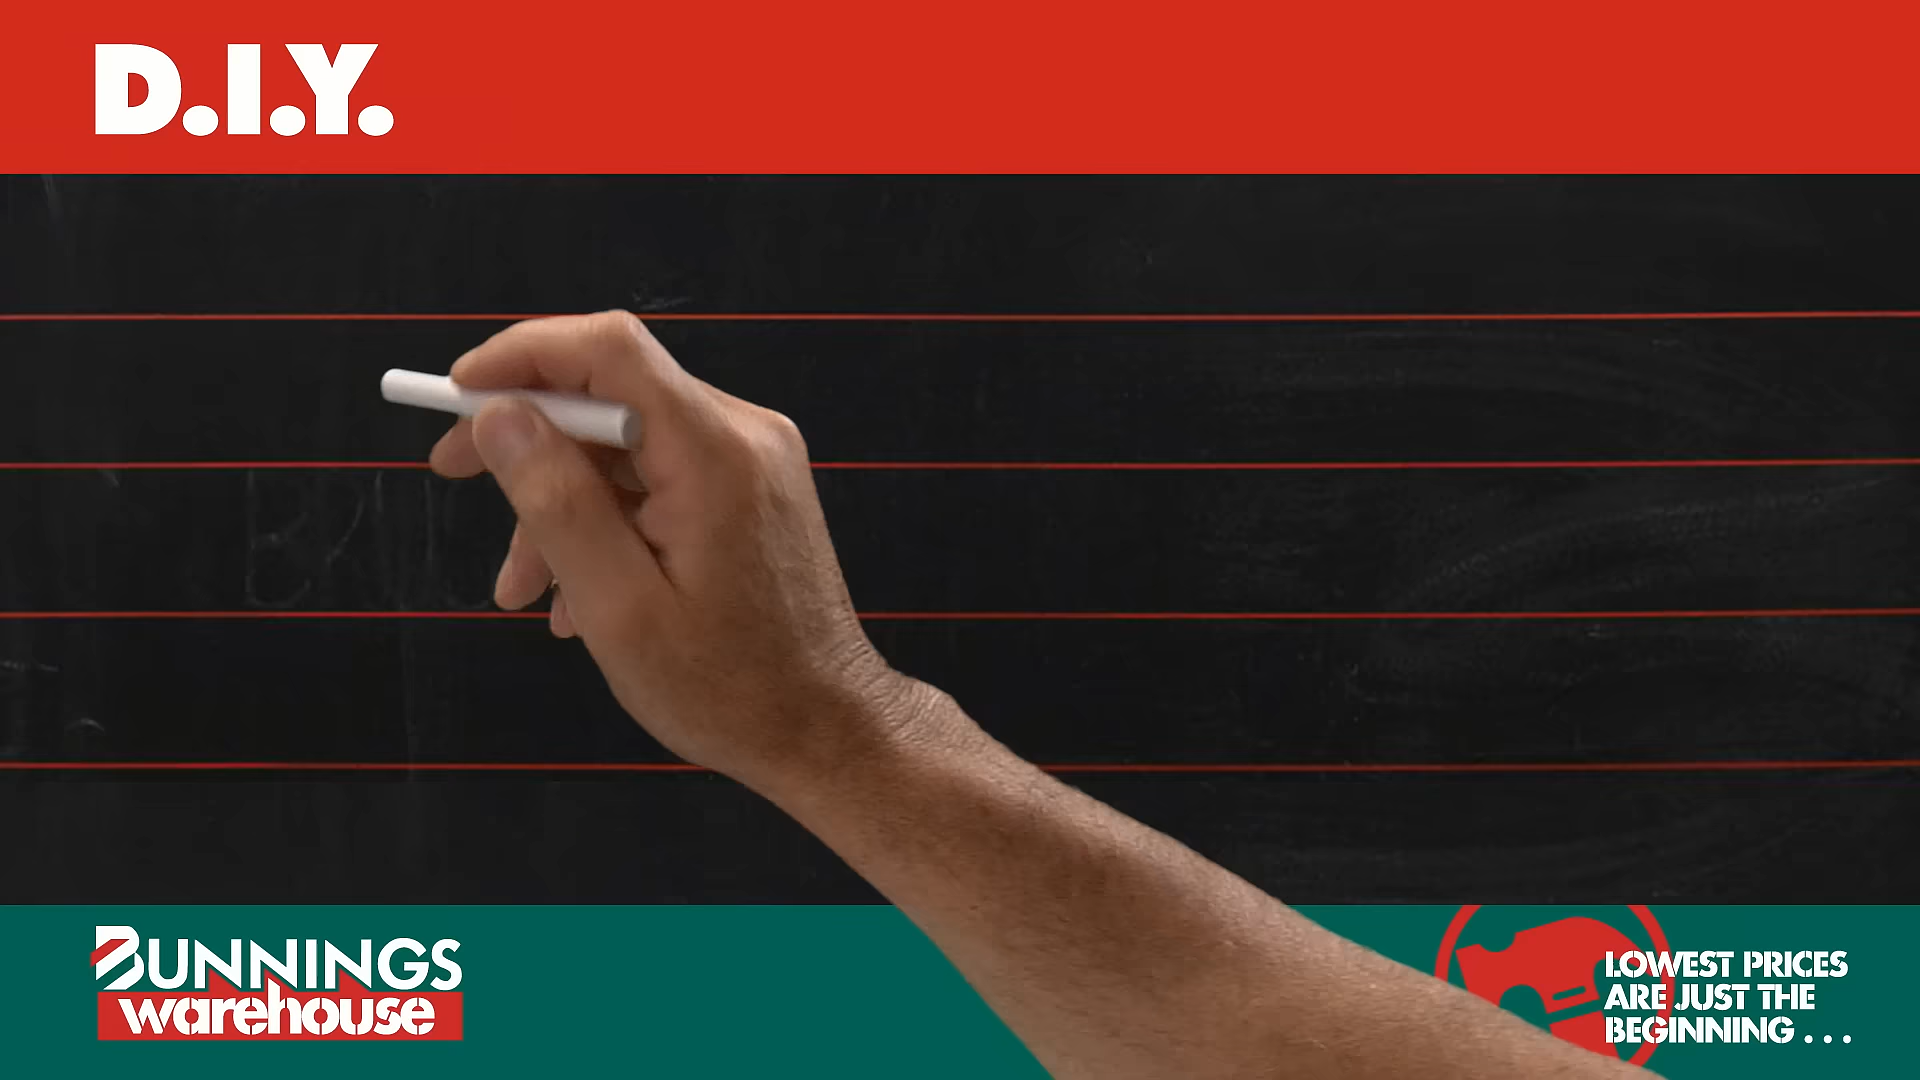 D.I.Y.
BUNNINGS
warehouse
LOWEST PRICES
ARE JUST THE
BEGINNING . . .